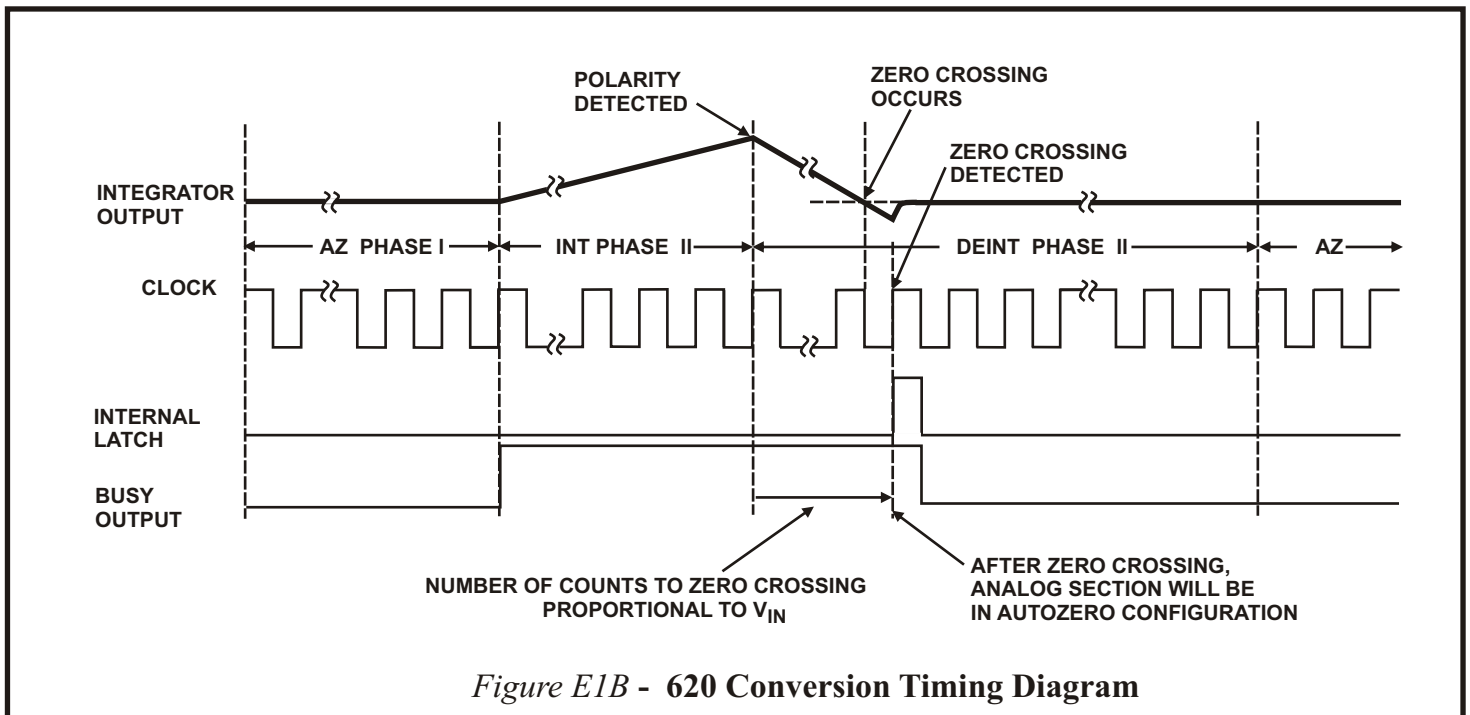 POLARITY
DETECTED
ZERO CROSSING
OCCURS
ZERO CROSSING
DETECTED
INTEGRATOR
OUTPUT
AZ PHASE I
INT PHASE II
DEINT PHASE II
AZ
CLOCK
INTERNAL
LATCH
BUSY
OUTPUT
NUMBER OF COUNTS TO ZERO CROSSING
PROPORTIONAL TO VIN
AFTER ZERO CROSSING,
ANALOG SECTION WILL BE
IN AUTOZERO CONFIGURATION
Figure E1B - 620 Conversion Timing Diagram